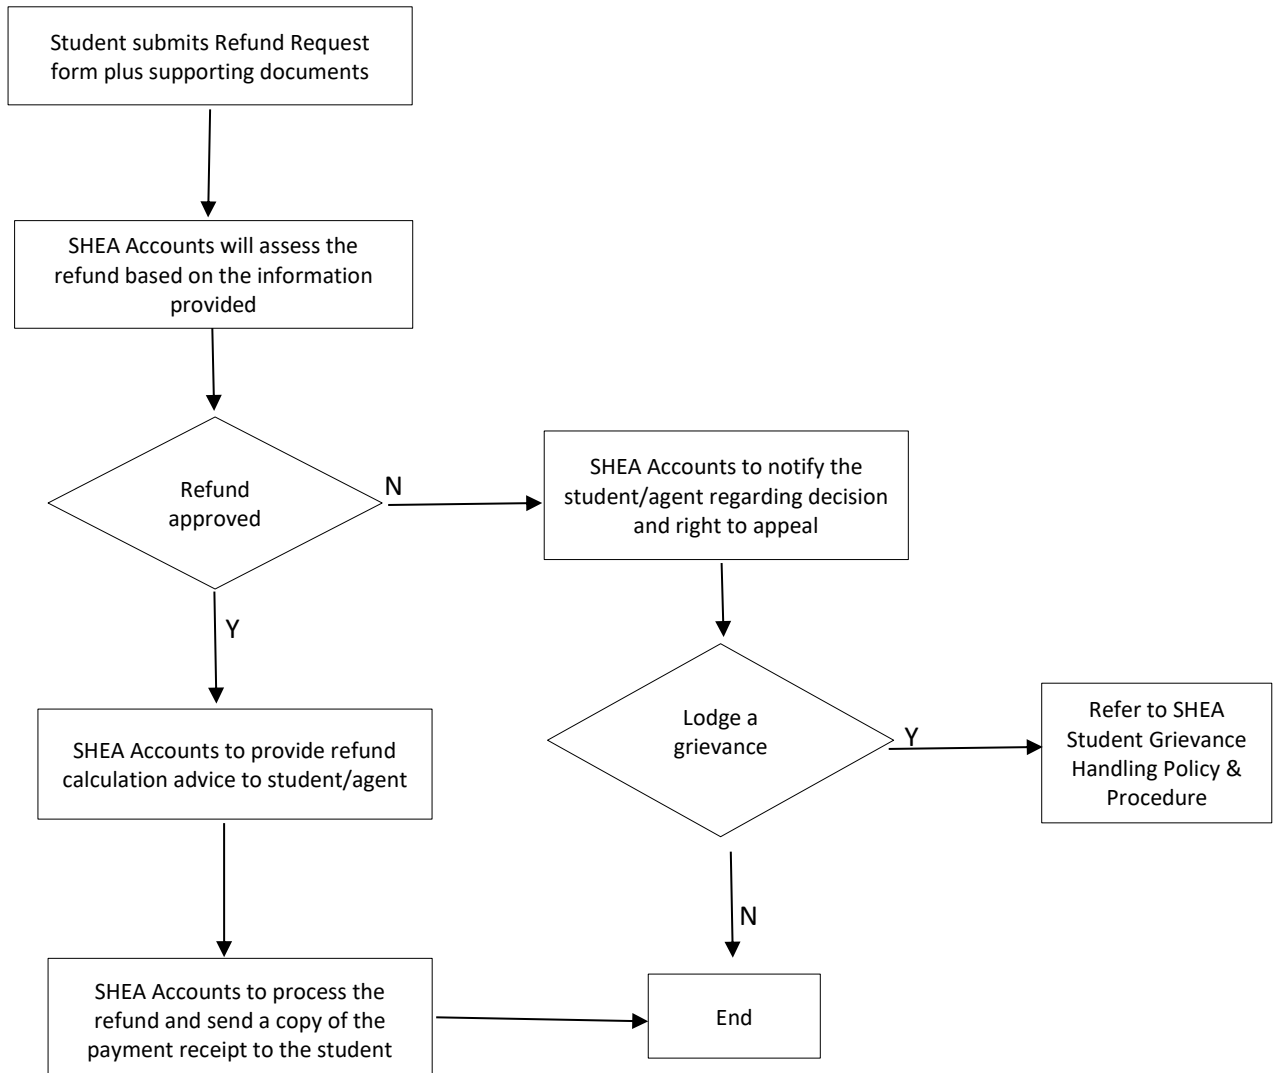 Student submits Refund Request
form plus supporting documents
SHEA Accounts will assess the
refund based on the information
provided
Refund
approved
N
SHEA Accounts to notify the
student/agent regarding decision
and right to appeal
Y
Lodge a
grievance
Y
Refer to SHEA
Student Grievance
Handling Policy &
Procedure
SHEA Accounts to provide refund
calculation advice to student/agent
N
SHEA Accounts to process the
refund and send a copy of the
payment receipt to the student
End